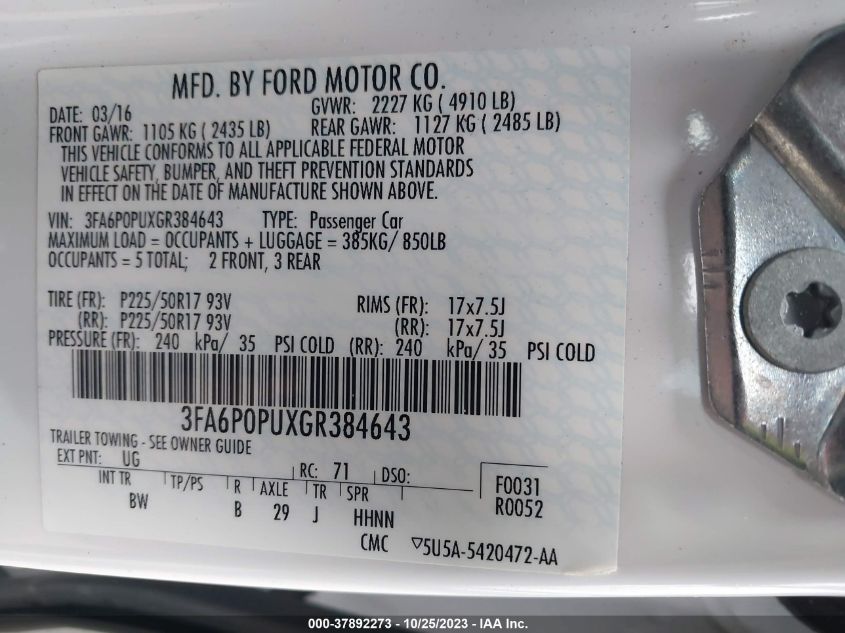 MFD. BY FORD MOTOR CO.
DATE: 03/16 GVWR: 2227 KG ( 4910 LB)
FRONT GAWR: 1105 KG ( 2435 LB) REAR GAWR: 1127 KG ( 2485 LB)
THIS VEHICLE CONFORMS TO ALL APPLICABLE FEDERAL MOTOR
VEHICLE SAFETY, BUMPER, AND THEFT PREVENTION STANDARDS
IN EFFECT ON THE DATE OF MANUFACTURE SHOWN ABOVE.
VIN: 3FA6P0PUXGR384643 TYPE: Passenger Car
MAXIMUM LOAD = OCCUPANTS + LUGGAGE = 385KG/ 850LB
OCCUPANTS = 5 TOTAL; 2 FRONT, 3 REAR
TIRE (FR): P225/50R17 93V RIMS (FR): 17x7.5J
(RR): P225/50R17 93V (RR): 17x7.5J
PRESSURE (FR): 240 kPa/ 35 PSI COLD (RR): 240 kPa/ 35 PSI COLD
3FA6P0PUXGR384643
TRAILER TOWING - SEE OWNER GUIDE
EXT PNT: UG RC: 71 DSO: F0031
INT TR TP/PS R AXLE TR SPR R0052
BW B 29 J HHNN
CMC ▽5U5A-5420472-AA
000-37892273 - 10/25/2023 - IAA Inc.